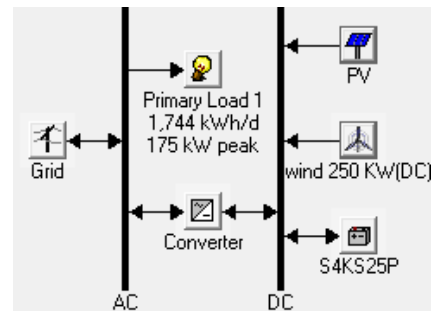 PV
Primary Load 1
1,744 kWh/d
175 kW peak
Grid
wind 250 KW(DC)
Converter
S4KS25P
AC
DC